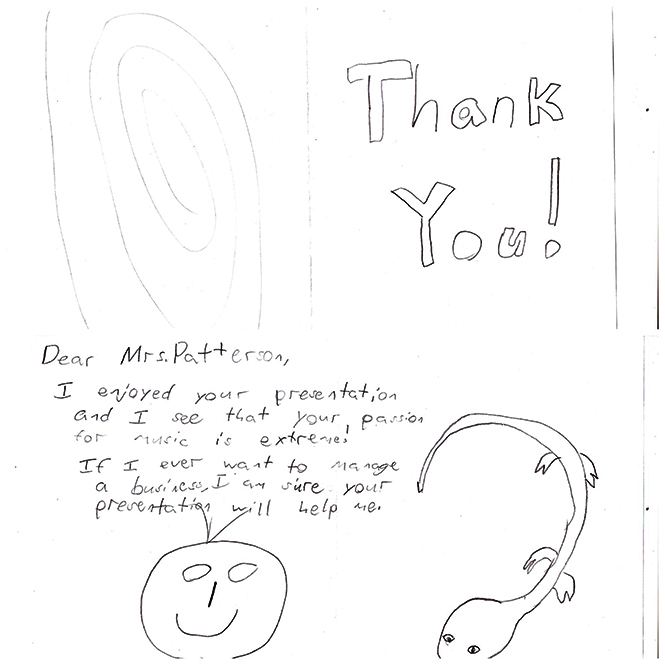 Thank
You!
Dear Mrs. Patterson,
I enjoyed your presentation
and I see that your passion
for music is extreme.
If I ever want to manage
a business, I am sure your
presentation will help me.